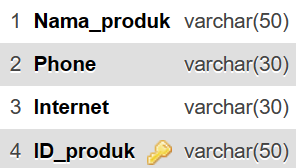 1 Nama_produk varchar(50)
2 Phone varchar(30)
3 Internet varchar(30)
4 ID_produk varchar(50)